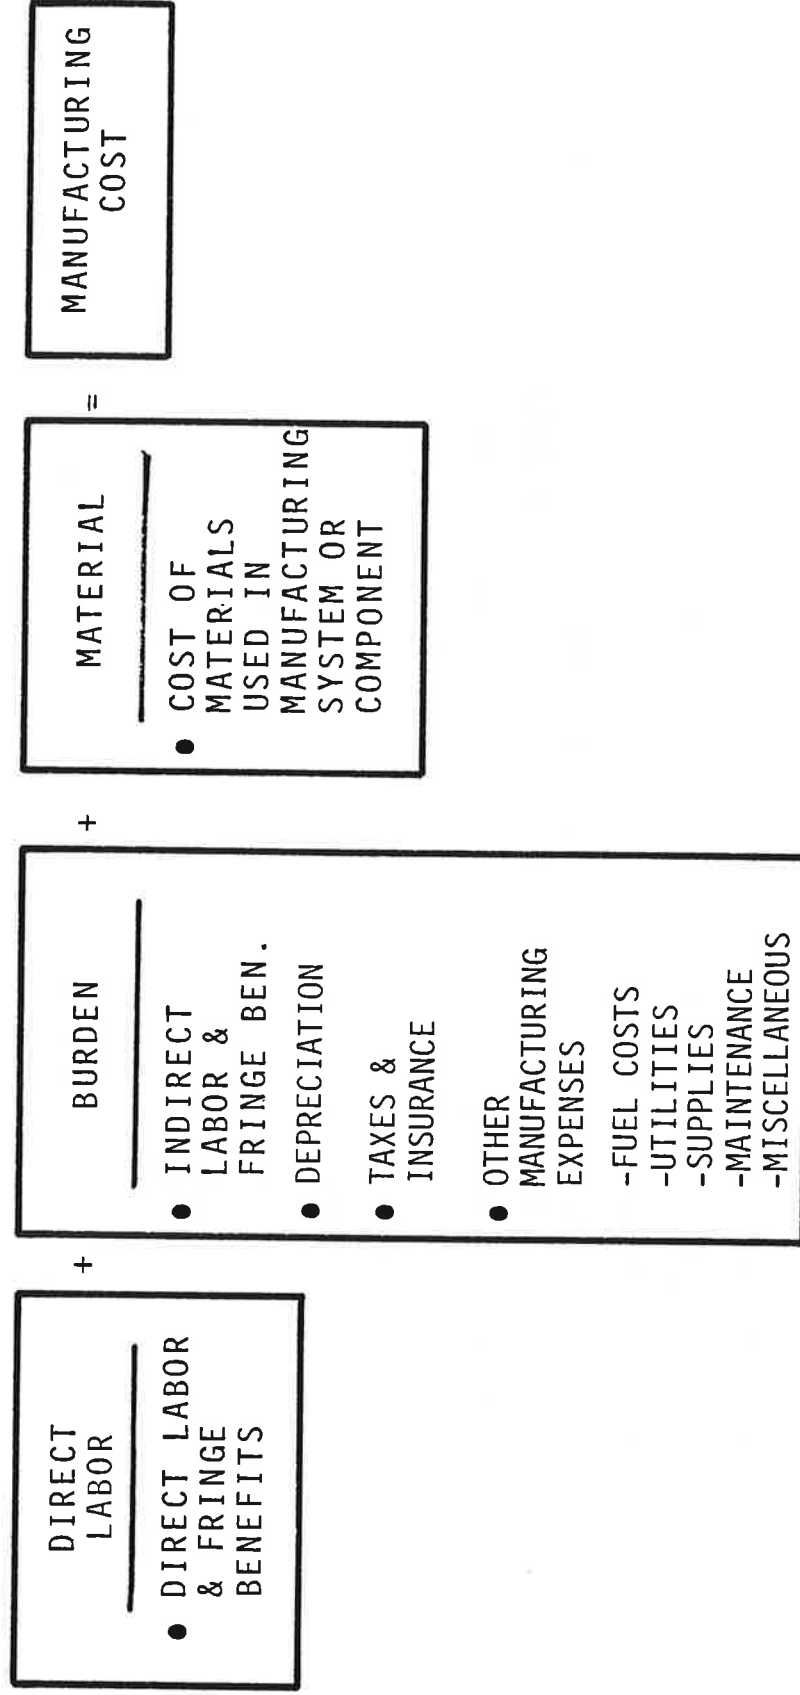 DIRECT
LABOR
● DIRECT LABOR
& FRINGE
BENEFITS
+
BURDEN
● INDIRECT
LABOR &
FRINGE BEN.
● DEPRECIATION
● TAXES &
INSURANCE
● OTHER
MANUFACTURING
EXPENSES
-FUEL COSTS
-UTILITIES
-SUPPLIES
-MAINTENANCE
-MISCELLANEOUS
+
MATERIAL
● COST OF
MATERIALS
USED IN
MANUFACTURING
SYSTEM OR
COMPONENT
=
MANUFACTURING
COST